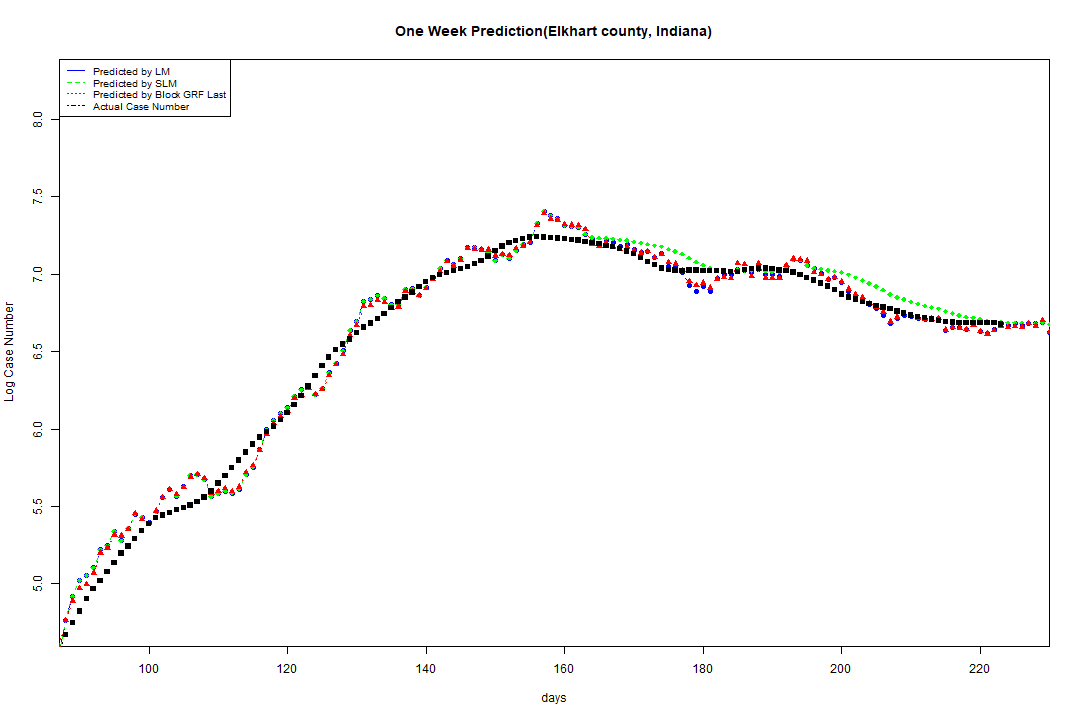 One Week Prediction(Elkhart county, Indiana)
Predicted by LM
Predicted by SLM
Predicted by Block GRF Last
Actual Case Number
Log Case Number
8.0
7.5
7.0
6.5
6.0
5.5
5.0
100 120 140 160 180 200 220
days